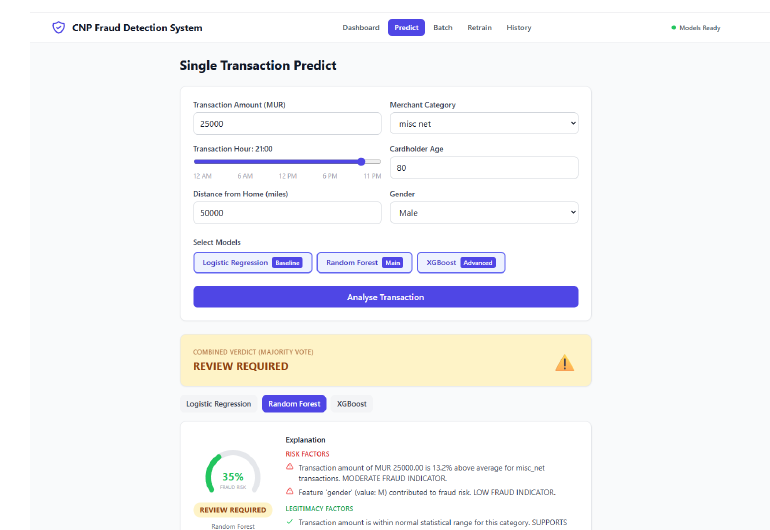 CNP Fraud Detection System
Dashboard Predict Batch Retrain History
Models Ready
Single Transaction Predict
Transaction Amount (MUR) Merchant Category
25000 misc net
Transaction Hour: 21:00 Cardholder Age
80
12 AM 6 AM 12 PM 6 PM 11 PM
Distance from Home (miles) Gender
50000 Male
Select Models
Logistic Regression Baseline Random Forest Main XGBoost Advanced
Analyse Transaction
COMBINED VERDICT (MAJORITY VOTE)
REVIEW REQUIRED
Logistic Regression Random Forest XGBoost
Explanation
RISK FACTORS
Transaction amount of MUR 25000.00 is 13.2% above average for misc_net
transactions. MODERATE FRAUD INDICATOR.
Feature 'gender' (value: M) contributed to fraud risk. LOW FRAUD INDICATOR.
35%
FRAUD RISK
REVIEW REQUIRED
Random Forest
LEGITIMACY FACTORS
Transaction amount is within normal statistical range for this category. SUPPORTS